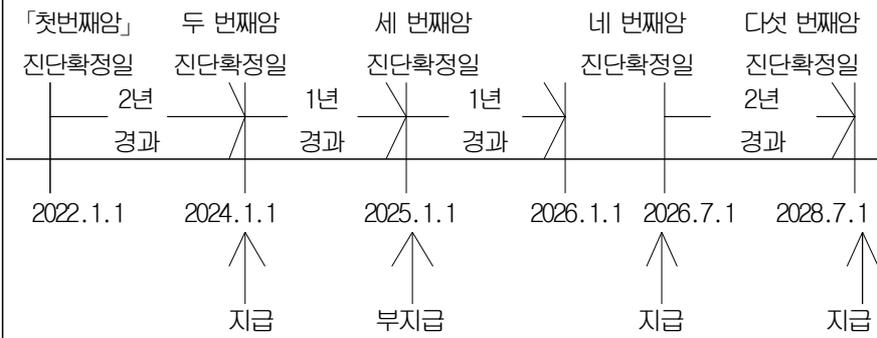 「첫번째암」 두 번째암 세 번째암 네 번째암 다섯 번째암
진단확정일 진단확정일 진단확정일 진단확정일 진단확정일
2년 1년 1년 2년
경과 경과 경과 경과
2022.1.1 2024.1.1 2025.1.1 2026.1.1 2026.7.1 2028.7.1
지급 부지급 지급 지급